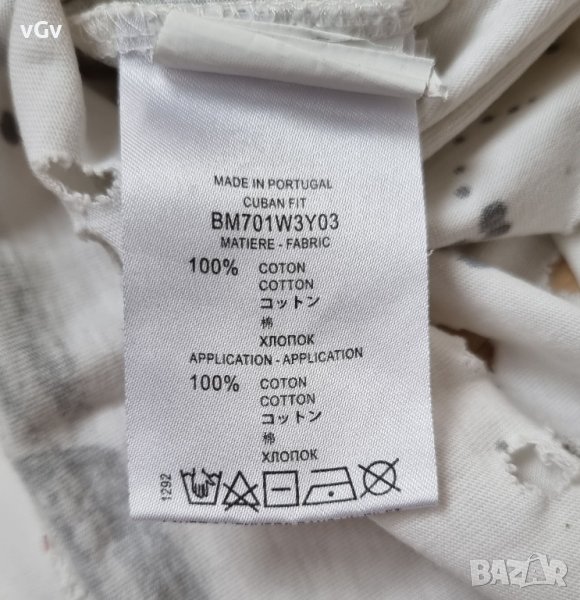 vGv
MADE IN PORTUGAL
CUBAN FIT
BM701W3Y03
MATIERE - FABRIC
100% COTON
COTTON
コットン
棉
ХЛОПОК
APPLICATION - APPLICATION
100% COTON
COTTON
コットン
棉
ХЛОПОК
1292
BAZAR